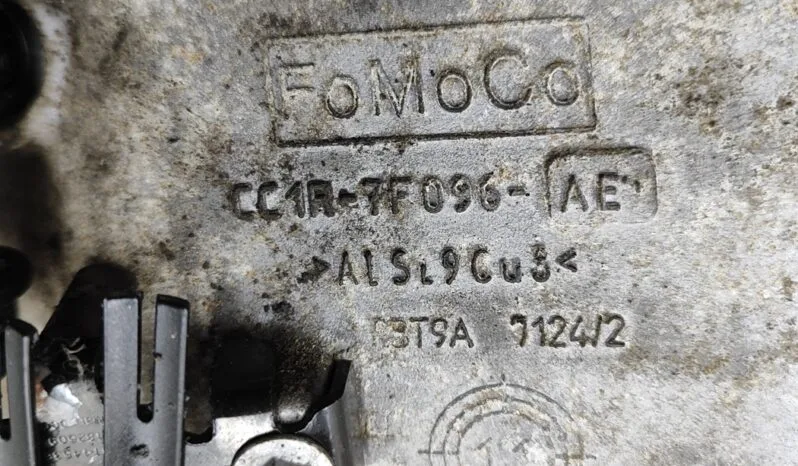 FoMoCo
CC1R-7F096-AE
>AlSi9Cu3<
7124/2